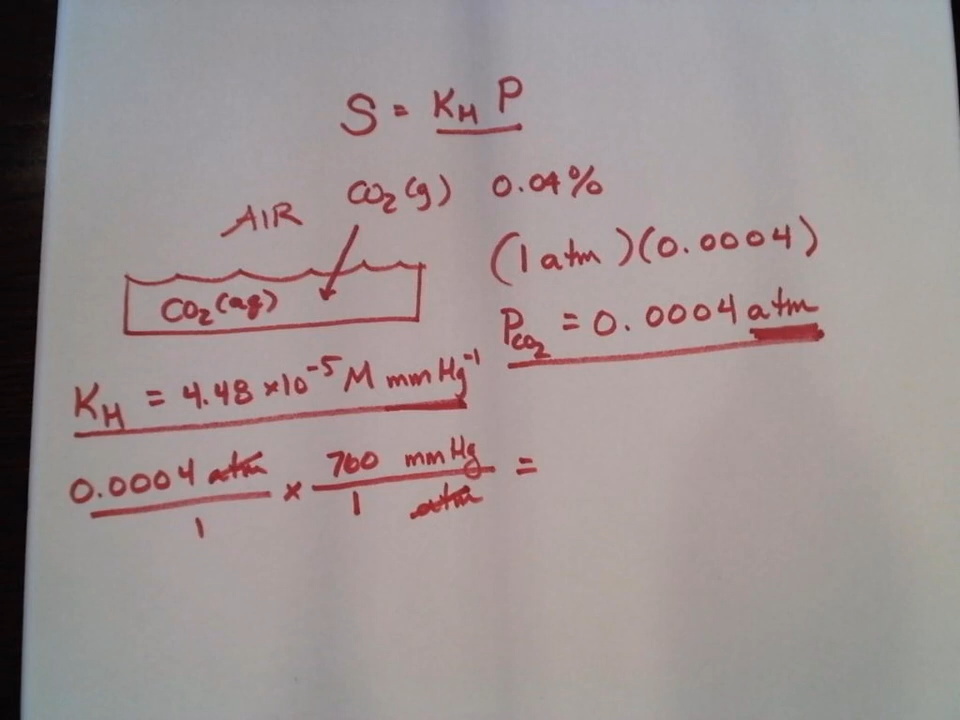 S = K_H P
CO₂(g) 0.04%
AIR
(1 atm)(0.0004)
CO₂(aq)
P_CO₂ = 0.0004 atm
K_H = 4.48 × 10⁻⁵ M mmHg⁻¹
0.0004 atm / 1 × 760 mmHg / 1 atm =